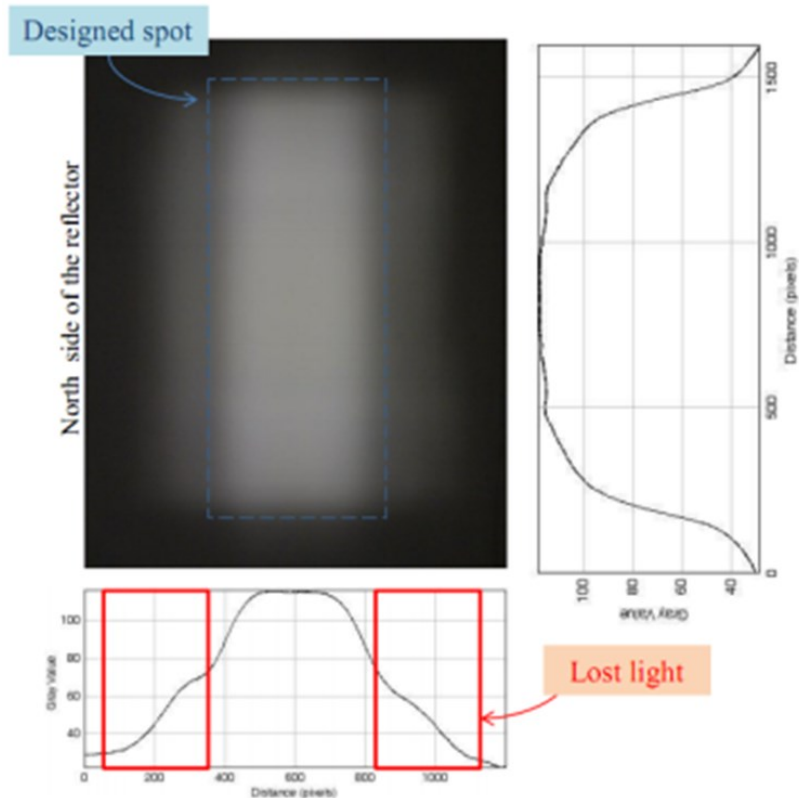 Designed spot
North side of the reflector
1500
1000
500
0
Distance (pixels)
100
80
60
40
Gray Value
100
80
60
40
Gray Value
0
200
400
600
800
1000
Distance (pixels)
Lost light